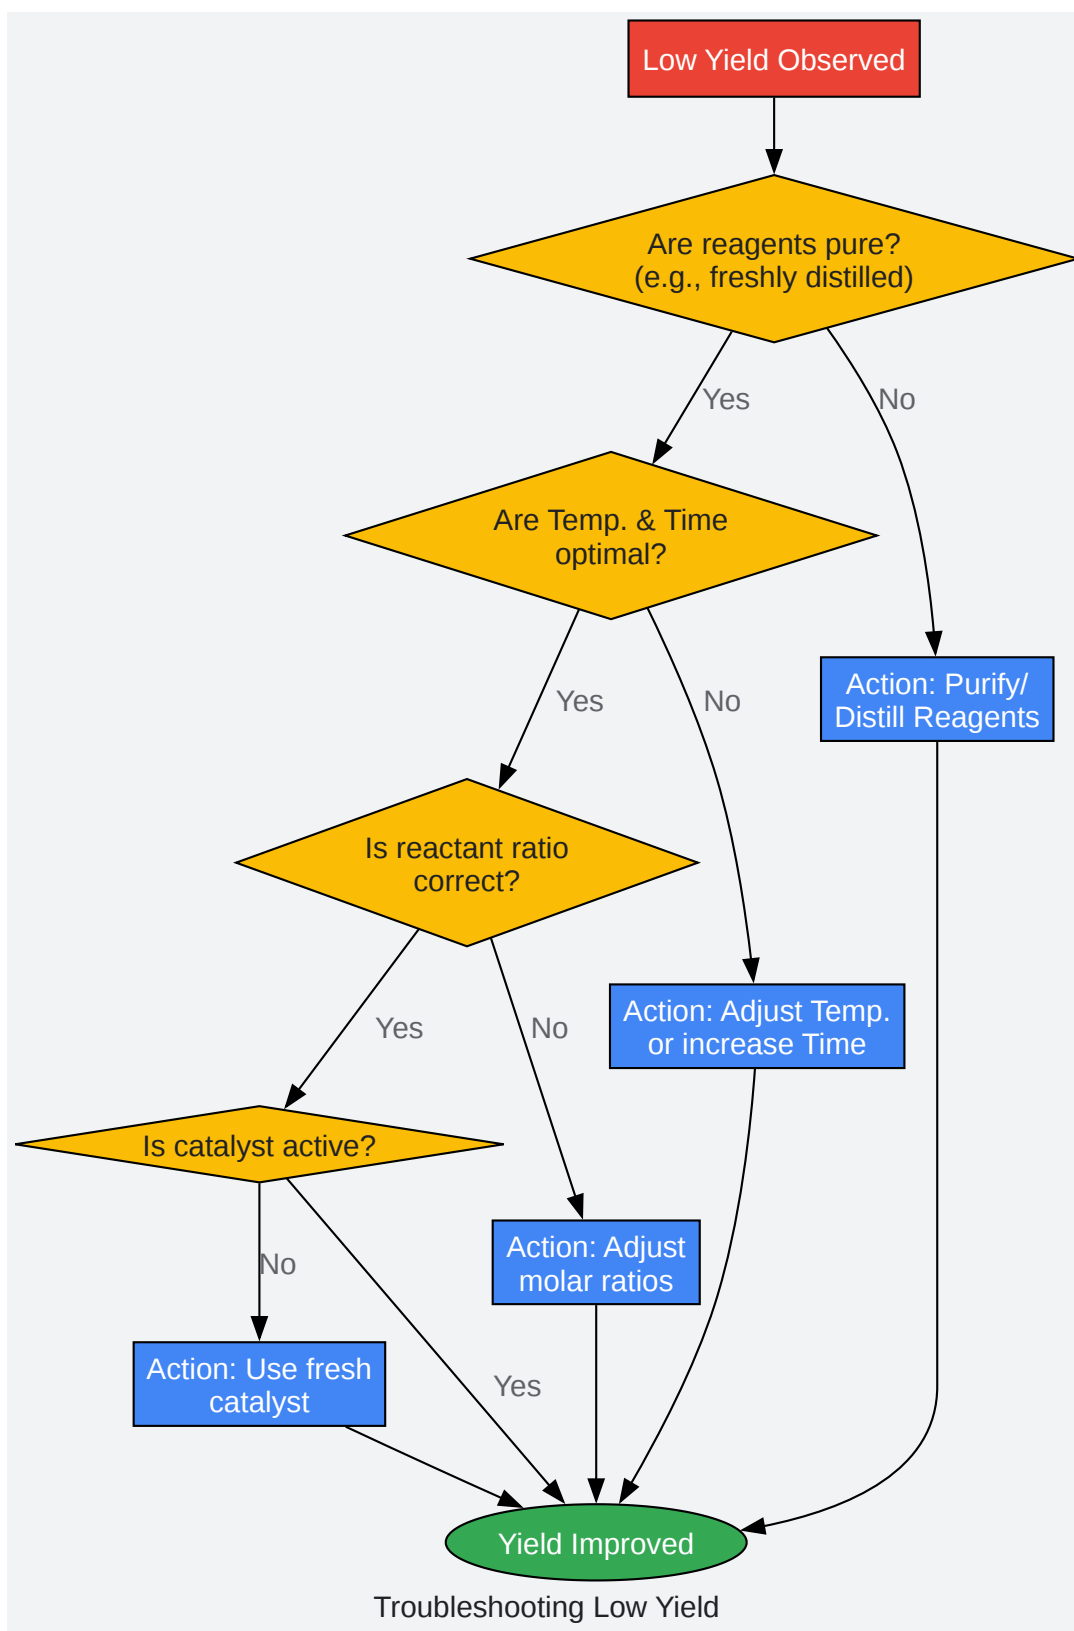 Low Yield Observed
Are reagents pure?
(e.g., freshly distilled)
Yes
No
Are Temp. & Time
optimal?
Yes
No
Action: Purify/
Distill Reagents
Is reactant ratio
correct?
Yes
No
Action: Adjust Temp.
or increase Time
Is catalyst active?
No
Action: Adjust
molar ratios
Action: Use fresh
catalyst
Yes
Yield Improved
Troubleshooting Low Yield